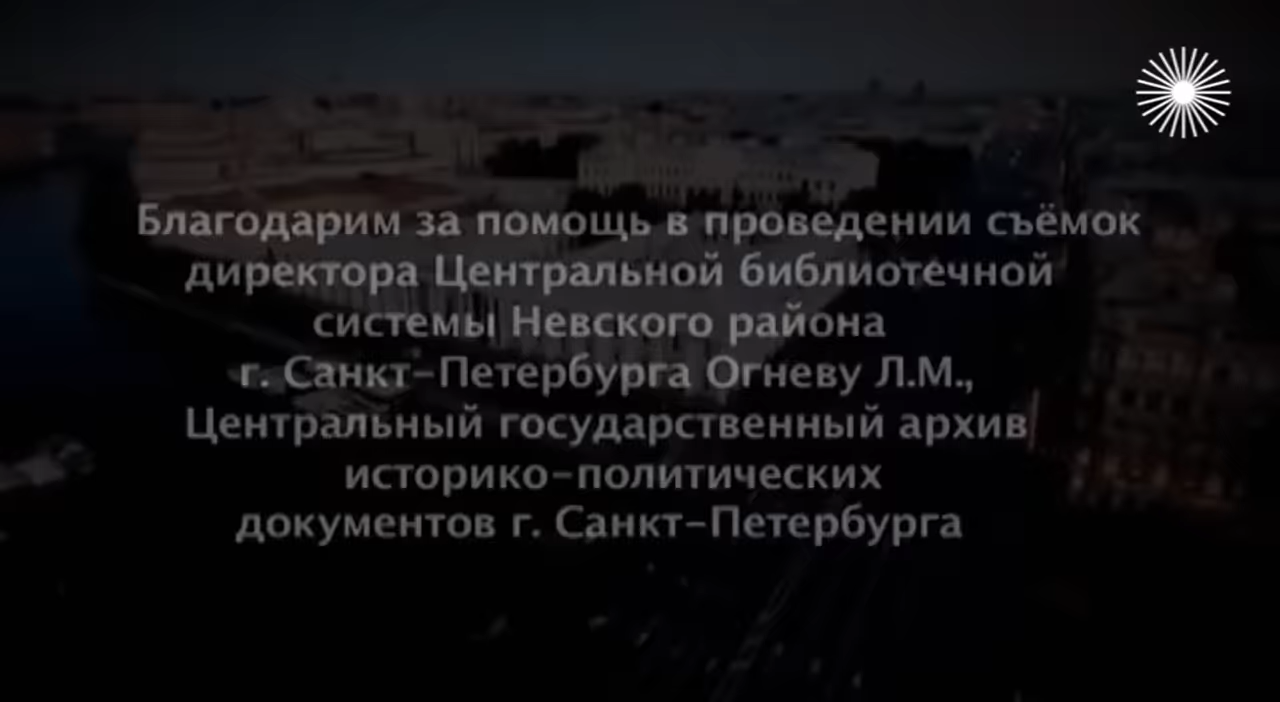 Благодарим за помощь в проведении съёмок
директора Центральной библиотечной
системы Невского района
г. Санкт-Петербурга Огневу Л.М.,
Центральный государственный архив
историко-политических
документов г. Санкт-Петербурга